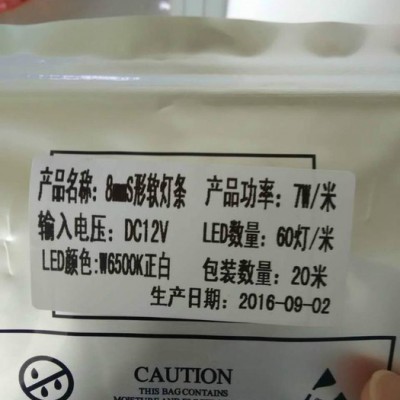 产品名称：8mmS形软灯条 产品功率：7W/米
输入电压：DC12V LED数量：60灯/米
LED颜色:W6500K正白 包装数量：20米
生产日期：2016-09-02
CAUTION
THIS BAG CONTAINS